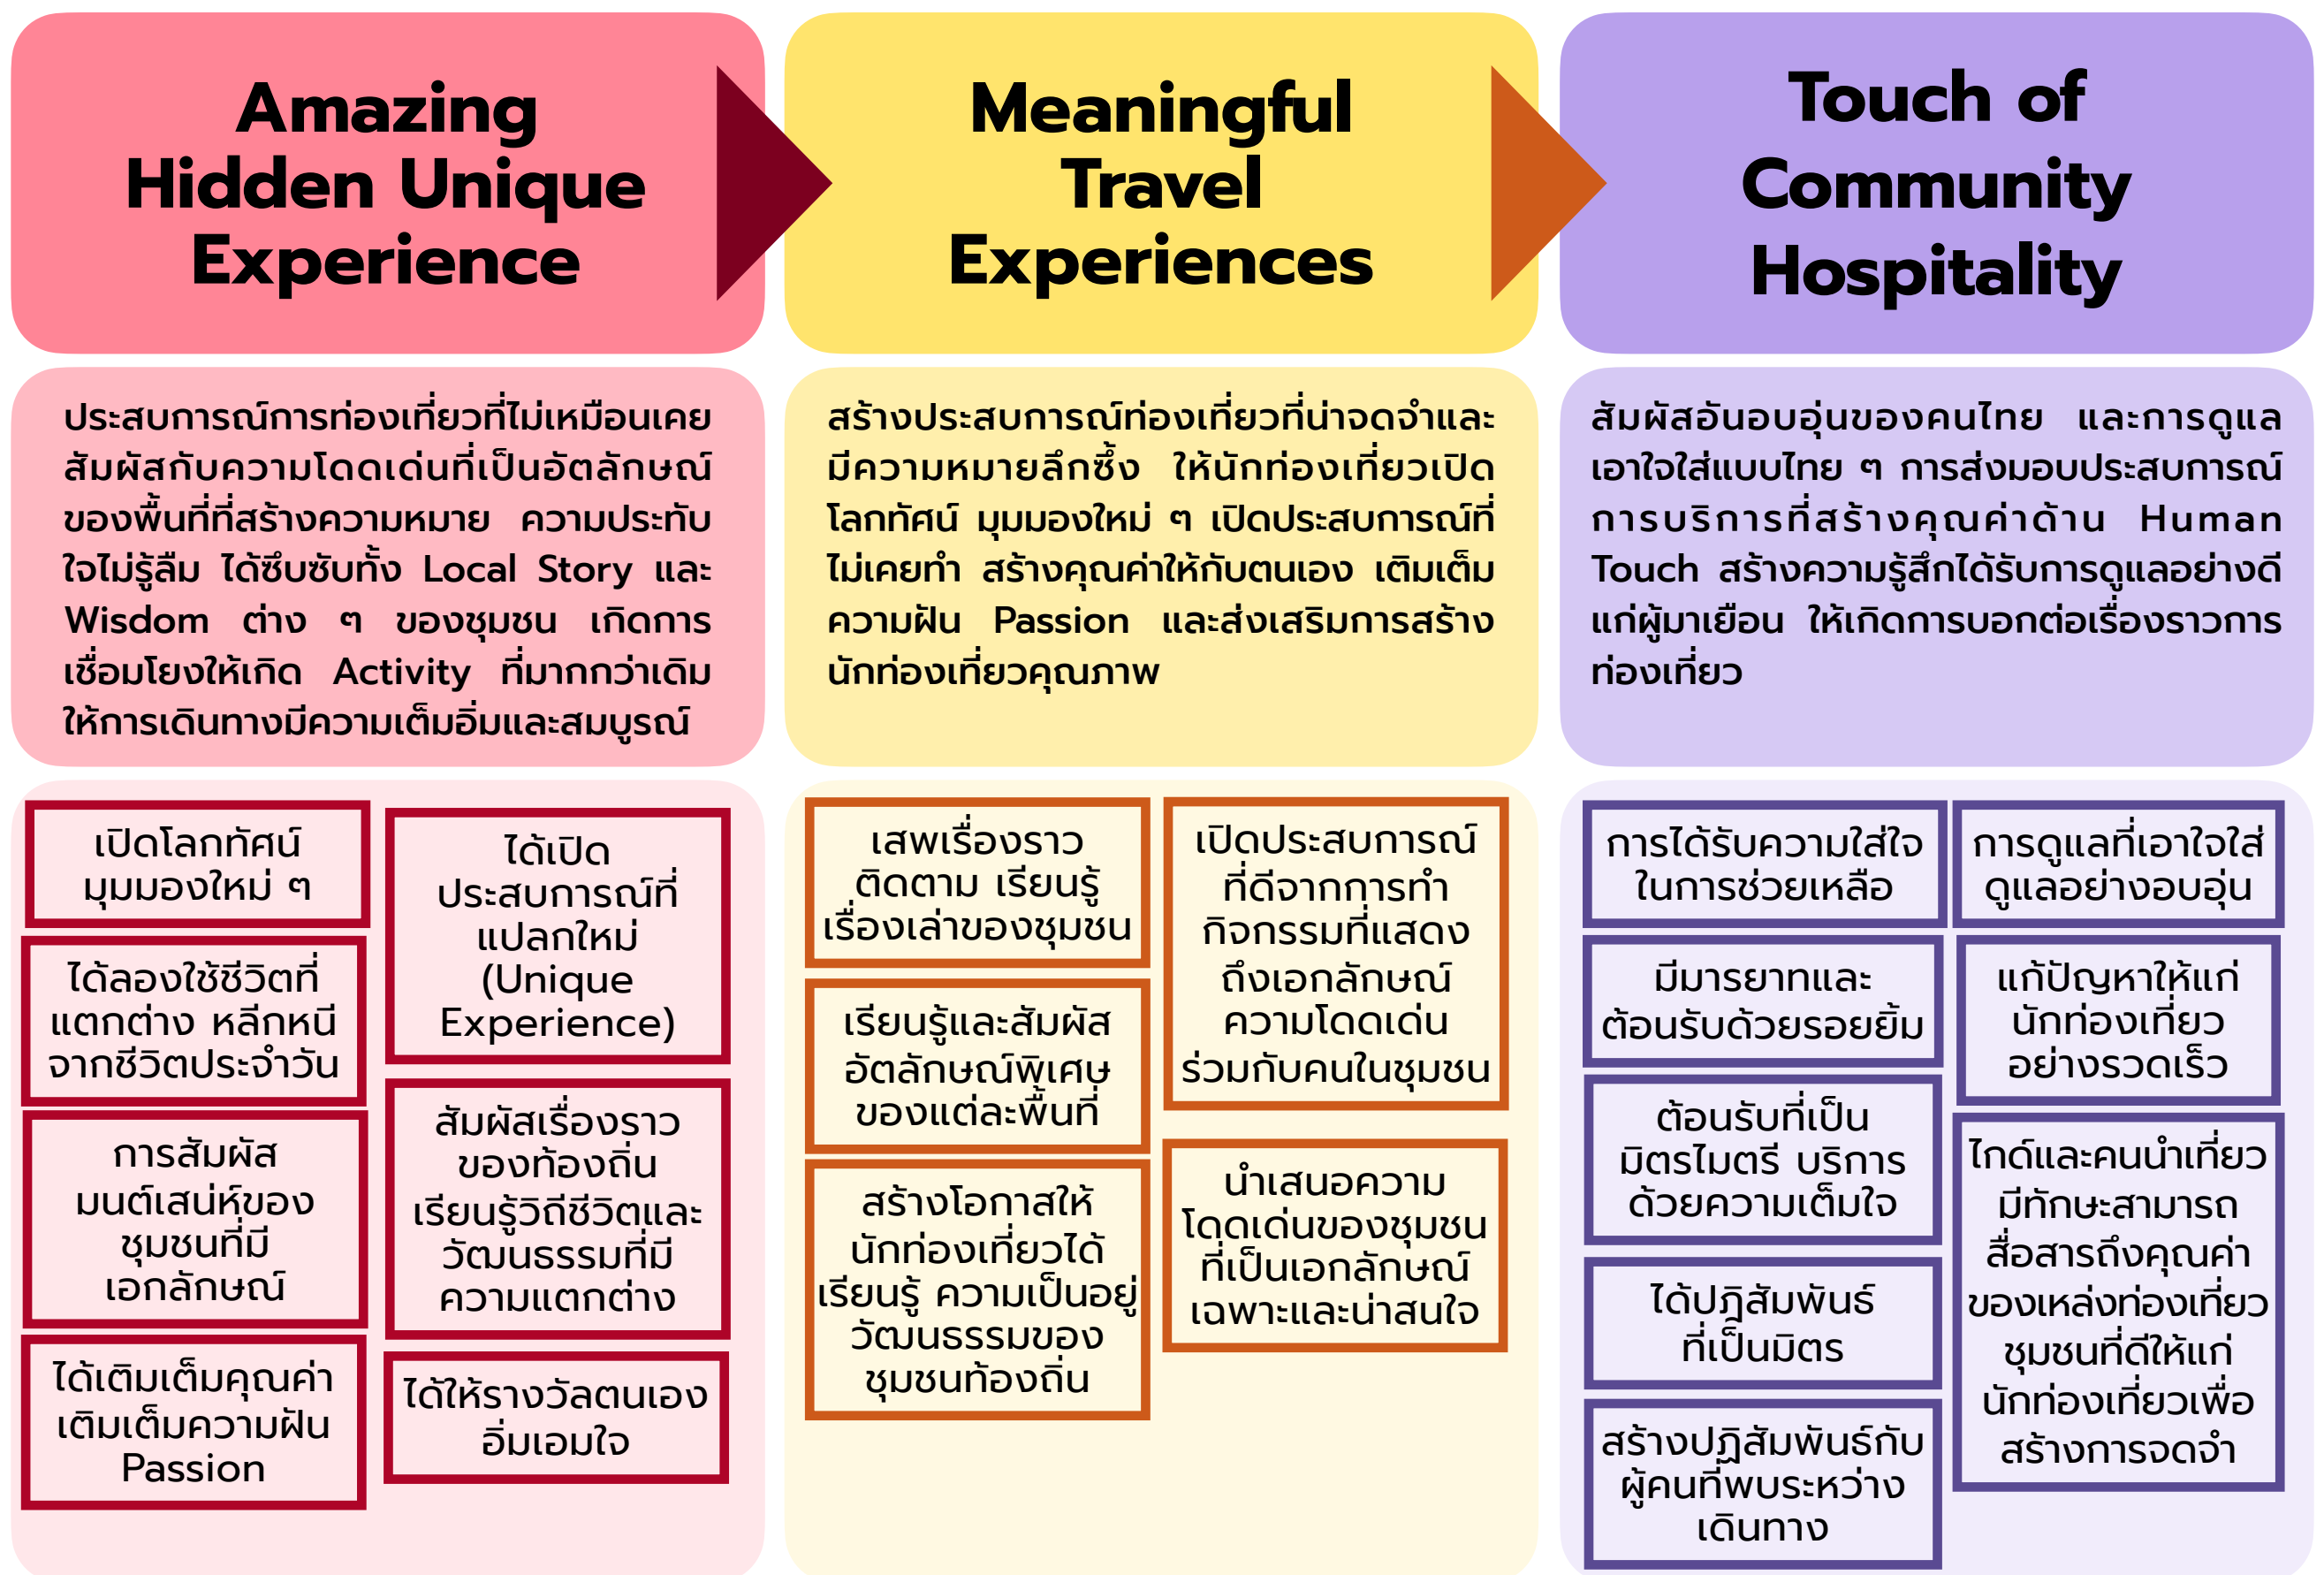 Amazing
Hidden Unique
Experience
Meaningful
Travel
Experiences
Touch of
Community
Hospitality
ประสบการณ์การท่องเที่ยวที่ไม่เหมือนเคย
สัมผัสกับความโดดเด่นที่เป็นอัตลักษณ์
ของพื้นที่ที่สร้างความหมาย ความประทับ
ใจไม่รู้ลืม ได้ซึบซับทั้ง Local Story และ
Wisdom ต่าง ๆ ของชุมชน เกิดการ
เชื่อมโยงให้เกิด Activity ที่มากกว่าเดิม
ให้การเดินทางมีความเต็มอิ่มและสมบูรณ์
สร้างประสบการณ์ท่องเที่ยวที่น่าจดจำและ
มีความหมายลึกซึ้ง ให้นักท่องเที่ยวเปิด
โลกทัศน์ มุมมองใหม่ ๆ เปิดประสบการณ์ที่
ไม่เคยทำ สร้างคุณค่าให้กับตนเอง เติมเต็ม
ความฝัน Passion และส่งเสริมการสร้าง
นักท่องเที่ยวคุณภาพ
สัมผัสอันอบอุ่นของคนไทย และการดูแล
เอาใจใส่แบบไทย ๆ การส่งมอบประสบการณ์
การบริการที่สร้างคุณค่าด้าน Human
Touch สร้างความรู้สึกได้รับการดูแลอย่างดี
แก่ผู้มาเยือน ให้เกิดการบอกต่อเรื่องราวการ
ท่องเที่ยว
เปิดโลกทัศน์
มุมมองใหม่ ๆ
ได้ลองใช้ชีวิตที่
แตกต่าง หลีกหนี
จากชีวิตประจำวัน
การสัมผัส
มนต์เสน่ห์ของ
ชุมชนที่มี
เอกลักษณ์
ได้เติมเต็มคุณค่า
เติมเต็มความฝัน
Passion
ได้เปิด
ประสบการณ์ที่
แปลกใหม่
(Unique
Experience)
สัมผัสเรื่องราว
ของท้องถิ่น
เรียนรู้วิถีชีวิตและ
วัฒนธรรมที่มี
ความแตกต่าง
ได้ให้รางวัลตนเอง
อิ่มเอมใจ
เสพเรื่องราว
ติดตาม เรียนรู้
เรื่องเล่าของชุมชน
เรียนรู้และสัมผัส
อัตลักษณ์พิเศษ
ของแต่ละพื้นที่
สร้างโอกาสให้
นักท่องเที่ยวได้
เรียนรู้ ความเป็นอยู่
วัฒนธรรมของ
ชุมชนท้องถิ่น
เปิดประสบการณ์
ที่ดีจากการทำ
กิจกรรมที่แสดง
ถึงเอกลักษณ์
ความโดดเด่น
ร่วมกับคนในชุมชน
นำเสนอความ
โดดเด่นของชุมชน
ที่เป็นเอกลักษณ์
เฉพาะและน่าสนใจ
การได้รับความใส่ใจ
ในการช่วยเหลือ
มีมารยาทและ
ต้อนรับด้วยรอยยิ้ม
ต้อนรับที่เป็น
มิตรไมตรี บริการ
ด้วยความเต็มใจ
ได้ปฎิสัมพันธ์
ที่เป็นมิตร
สร้างปฏิสัมพันธ์กับ
ผู้คนที่พบระหว่าง
เดินทาง
การดูแลที่เอาใจใส่
ดูแลอย่างอบอุ่น
แก้ปัญหาให้แก่
นักท่องเที่ยว
อย่างรวดเร็ว
ไกด์และคนนำเที่ยว
มีทักษะสามารถ
สื่อสารถึงคุณค่า
ของเหล่งท่องเที่ยว
ชุมชนที่ดีให้แก่
นักท่องเที่ยวเพื่อ
สร้างการจดจำ